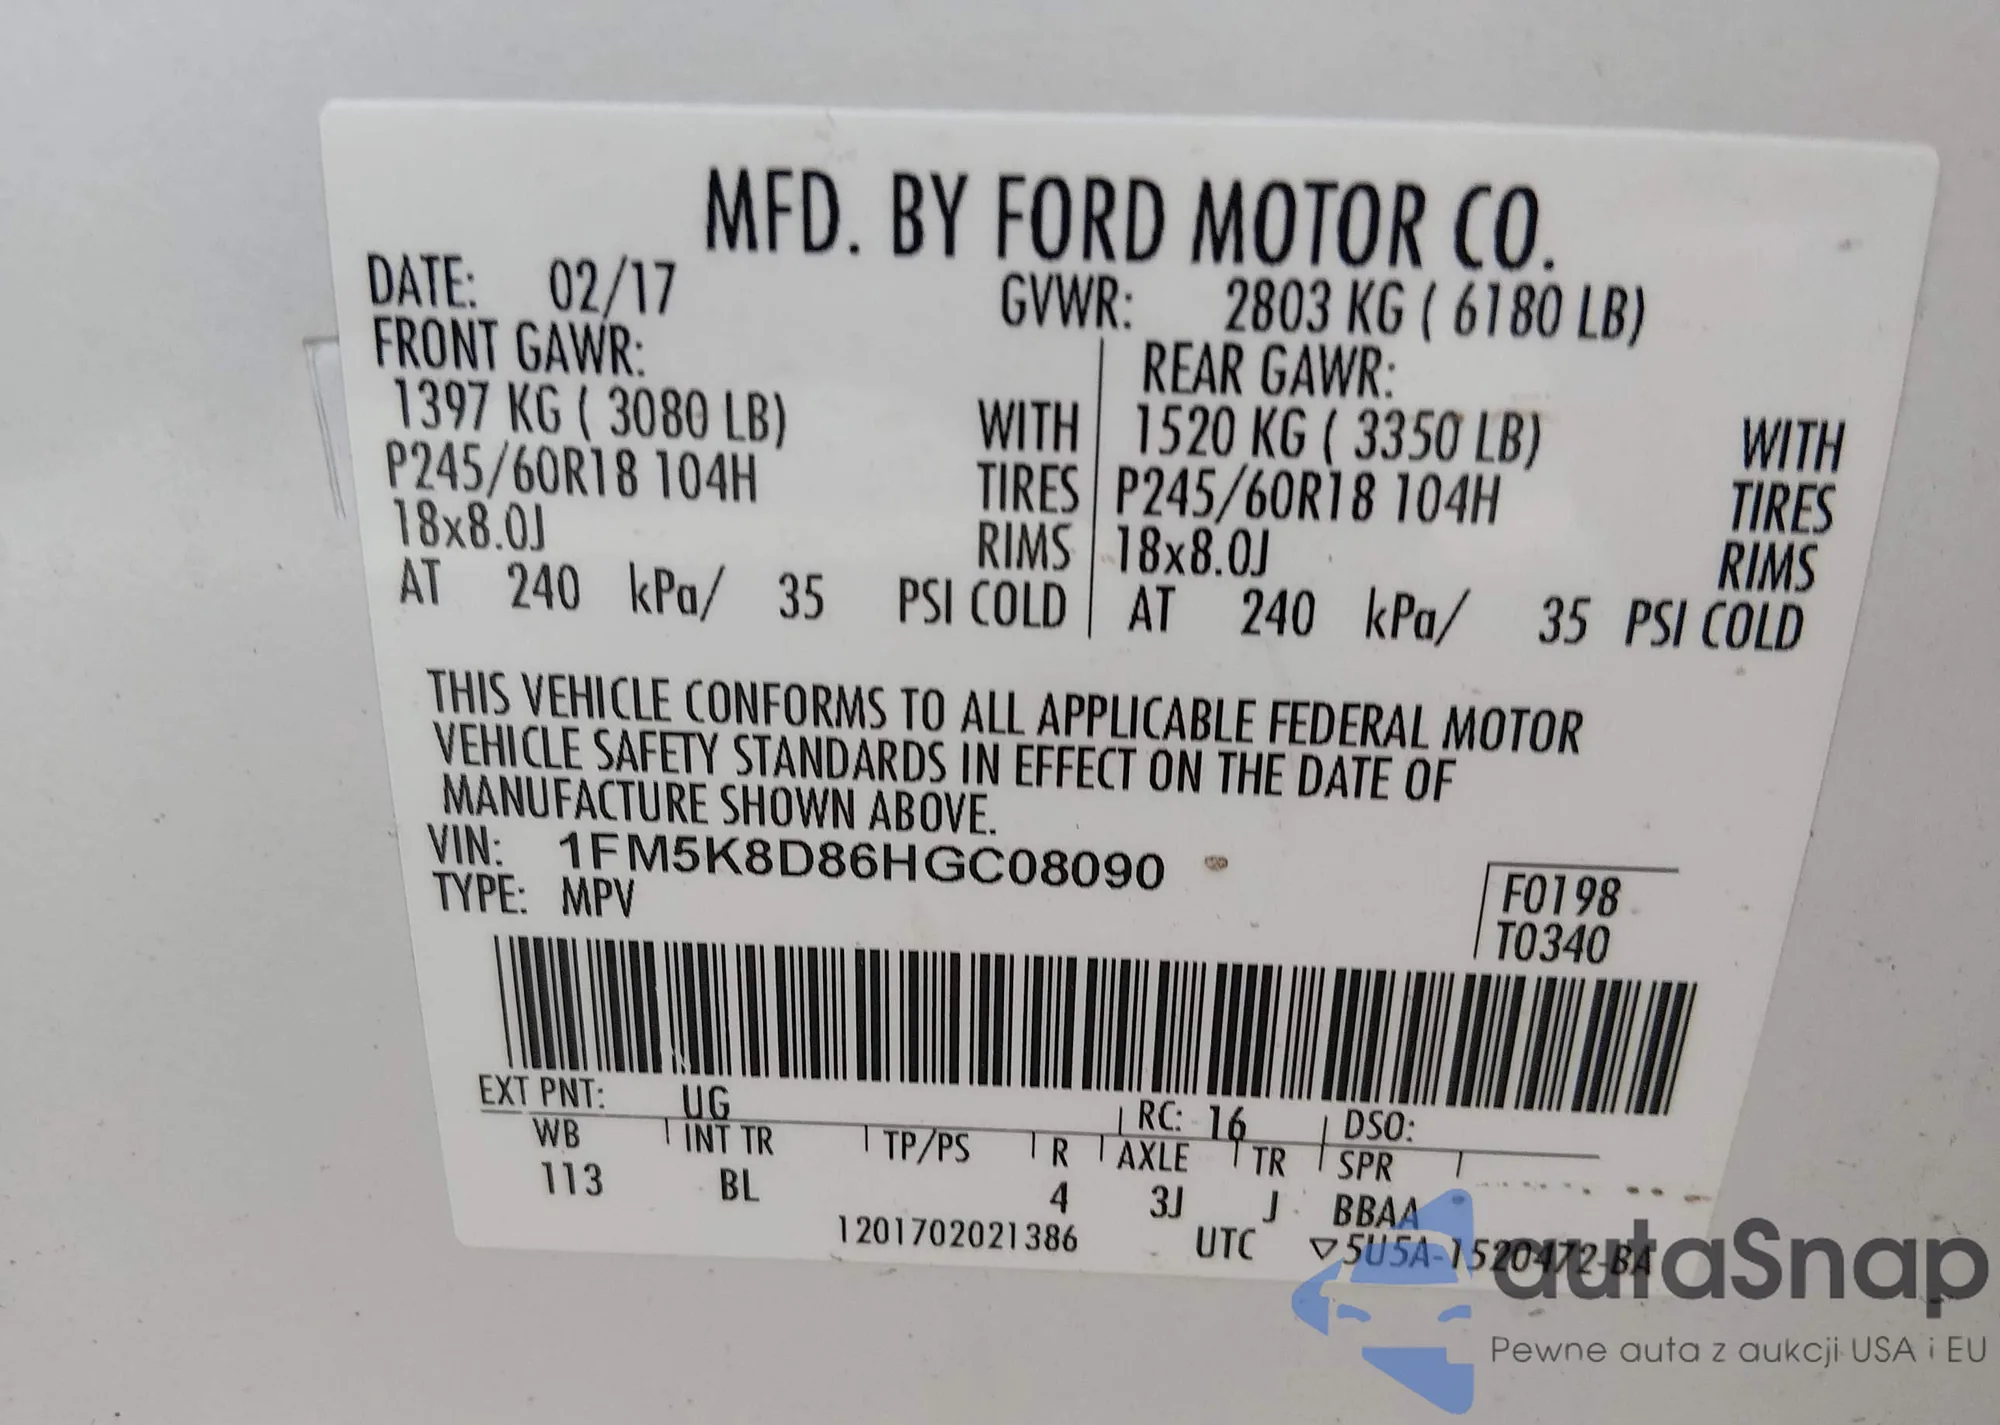 MFD. BY FORD MOTOR CO.
DATE: 02/17 GVWR: 2803 KG ( 6180 LB)
FRONT GAWR: REAR GAWR:
1397 KG ( 3080 LB) WITH 1520 KG ( 3350 LB) WITH
P245/60R18 104H TIRES P245/60R18 104H TIRES
18x8.0J RIMS 18x8.0J RIMS
AT 240 kPa/ 35 PSI COLD AT 240 kPa/ 35 PSI COLD
THIS VEHICLE CONFORMS TO ALL APPLICABLE FEDERAL MOTOR
VEHICLE SAFETY STANDARDS IN EFFECT ON THE DATE OF
MANUFACTURE SHOWN ABOVE.
VIN: 1FM5K8D86HGC08090
TYPE: MPV
F0198
T0340
EXT PNT: UG RC: 16 DSO:
WB INT TR TP/PS R AXLE TR SPR
113 BL 4 3J J BBAA
1201702021386 UTC ▽5U5A-1520472-BA
autaSnap
Pewne auta z aukcji USA i EU